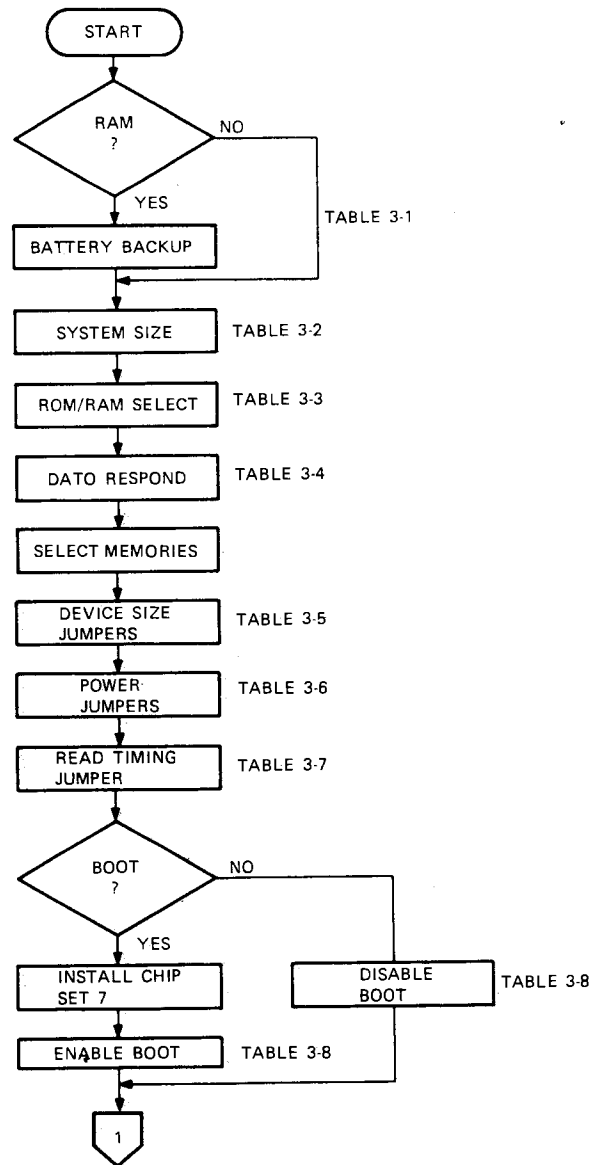 START
RAM
?
NO
YES
TABLE 3-1
BATTERY BACKUP
SYSTEM SIZE
TABLE 3-2
ROM/RAM SELECT
TABLE 3-3
DATO RESPOND
TABLE 3-4
SELECT MEMORIES
DEVICE SIZE
JUMPERS
TABLE 3-5
POWER
JUMPERS
TABLE 3-6
READ TIMING
JUMPER
TABLE 3-7
BOOT
?
NO
YES
INSTALL CHIP
SET 7
DISABLE
BOOT
TABLE 3-8
ENABLE BOOT
TABLE 3-8
1